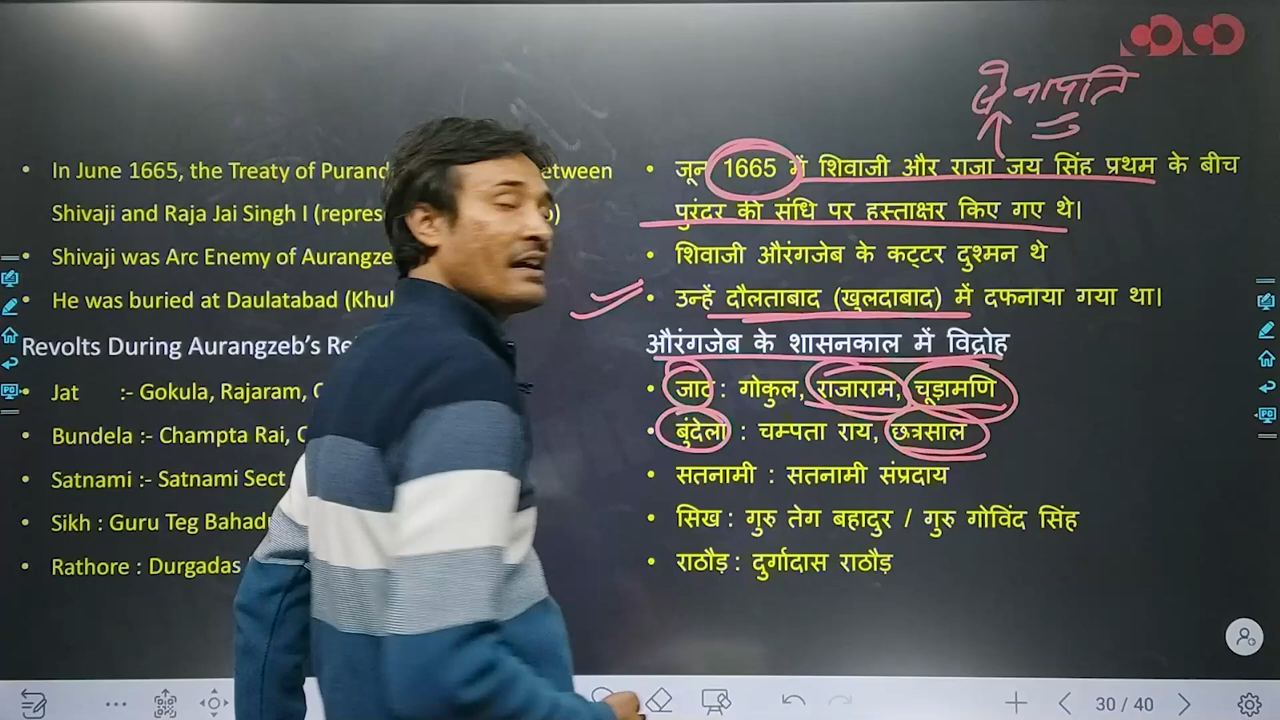 सेनापति
In June 1665, the Treaty of Purand
etween
Shivaji and Raja Jai Singh I (repres
Shivaji was Arc Enemy of Aurangze
He was buried at Daulatabad (Khul
Revolts During Aurangzeb's Re
Jat :- Gokula, Rajaram, C
Bundela :- Champta Rai, C
Satnami :- Satnami Sect
Sikh : Guru Teg Bahadu
Rathore : Durgadas
जून 1665 में शिवाजी और राजा जय सिंह प्रथम के बीच
पुरंदर की संधि पर हस्ताक्षर किए गए थे।
शिवाजी औरंगजेब के कट्टर दुश्मन थे
उन्हें दौलताबाद (खुलदाबाद) में दफनाया गया था।
औरंगजेब के शासनकाल में विद्रोह
जाट : गोकुल, राजाराम, चूड़ामणि
बुंदेला : चम्पता राय, छत्रसाल
सतनामी : सतनामी संप्रदाय
सिख : गुरु तेग बहादुर / गुरु गोविंद सिंह
राठौड़ : दुर्गादास राठौड़
30 / 40